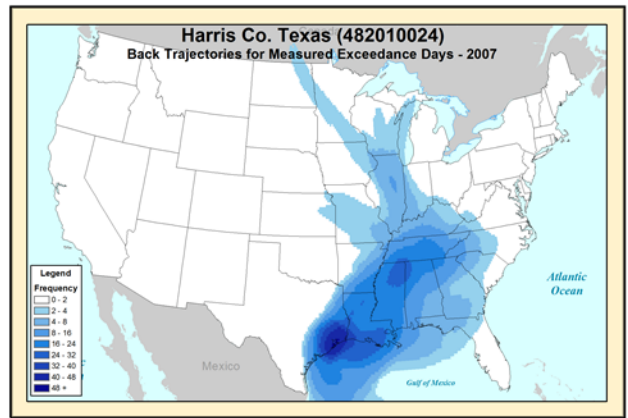 Harris Co. Texas (482010024)
Back Trajectories for Measured Exceedance Days - 2007
Legend
Frequency
0 - 2
2 - 4
4 - 8
8 - 16
16 - 24
24 - 32
32 - 40
40 - 48
48 +
Atlantic
Ocean
Mexico
Gulf of Mexico